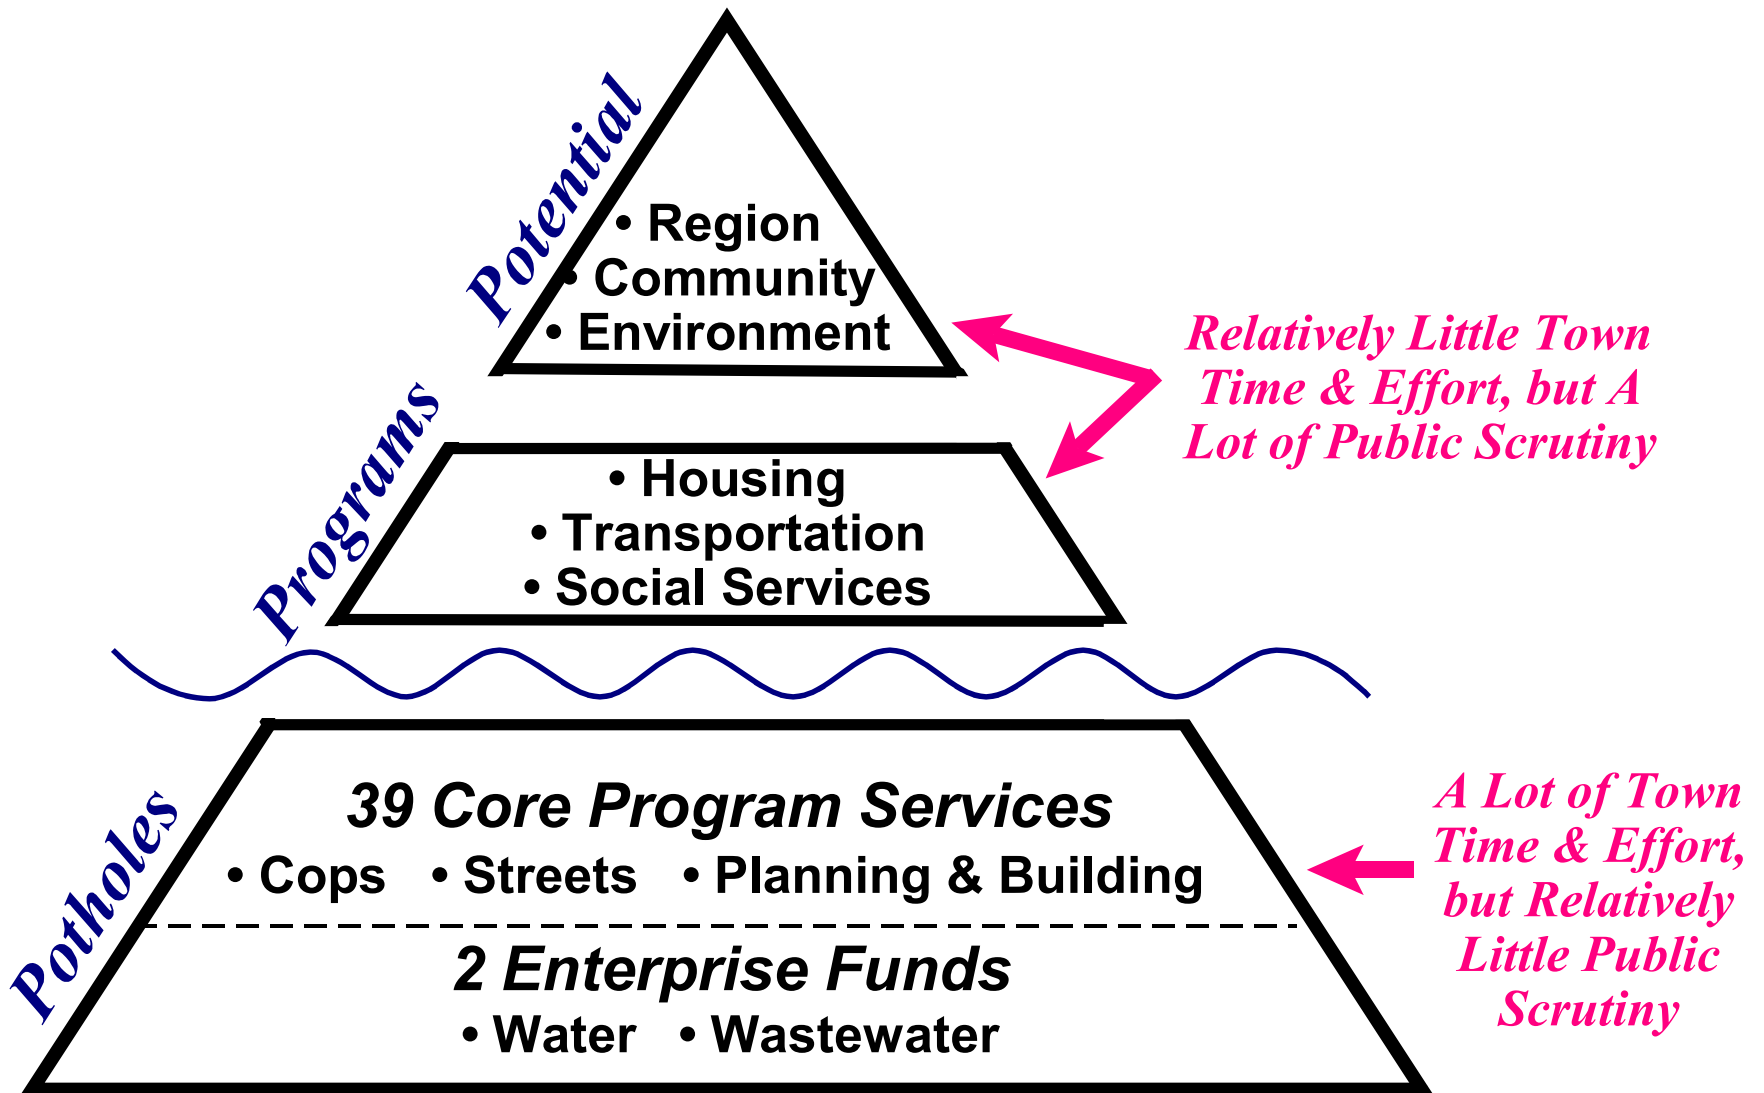 Potential
• Region
• Community
• Environment
Relatively Little Town
Time & Effort, but A
Lot of Public Scrutiny
Programs
• Housing
• Transportation
• Social Services
Potholes
39 Core Program Services
• Cops • Streets • Planning & Building
2 Enterprise Funds
• Water • Wastewater
A Lot of Town
Time & Effort,
but Relatively
Little Public
Scrutiny